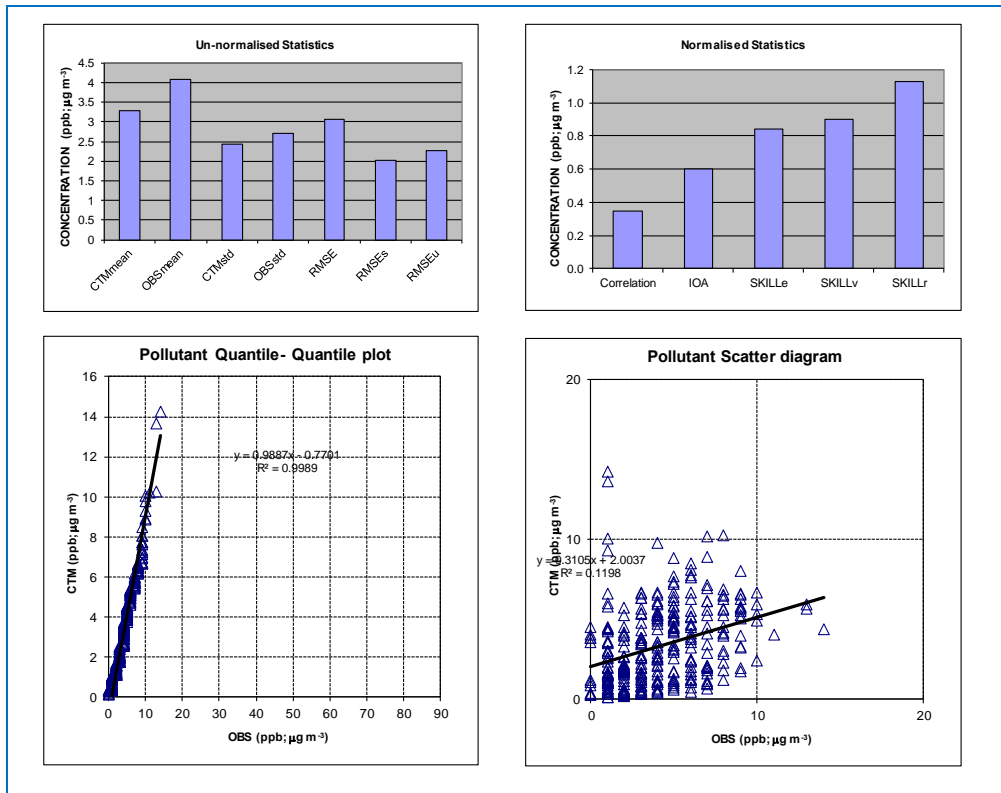 Un-normalised Statistics
CONCENTRATION (ppb; µg m-3)
4.5
4
3.5
3
2.5
2
1.5
1
0.5
0
CTMmean
OBSmean
CTMstd
OBSstd
RMSE
RMSEs
RMSEu
Normalised Statistics
CONCENTRATION (ppb; µg m-3)
1.2
1.0
0.8
0.6
0.4
0.2
0.0
Correlation
IOA
SKILLe
SKILLv
SKILLr
Pollutant Quantile- Quantile plot
CTM (ppb; µg m-3)
16
14
12
10
8
6
4
2
0
y = 0.9887x - 0.7701
R² = 0.9989
0 10 20 30 40 50 60 70 80 90
OBS (ppb; µg m-3)
Pollutant Scatter diagram
CTM (ppb; µg m-3)
20
10
0
y = 0.3105x + 2.0037
R² = 0.1198
0 10 20
OBS (ppb; µg m-3)